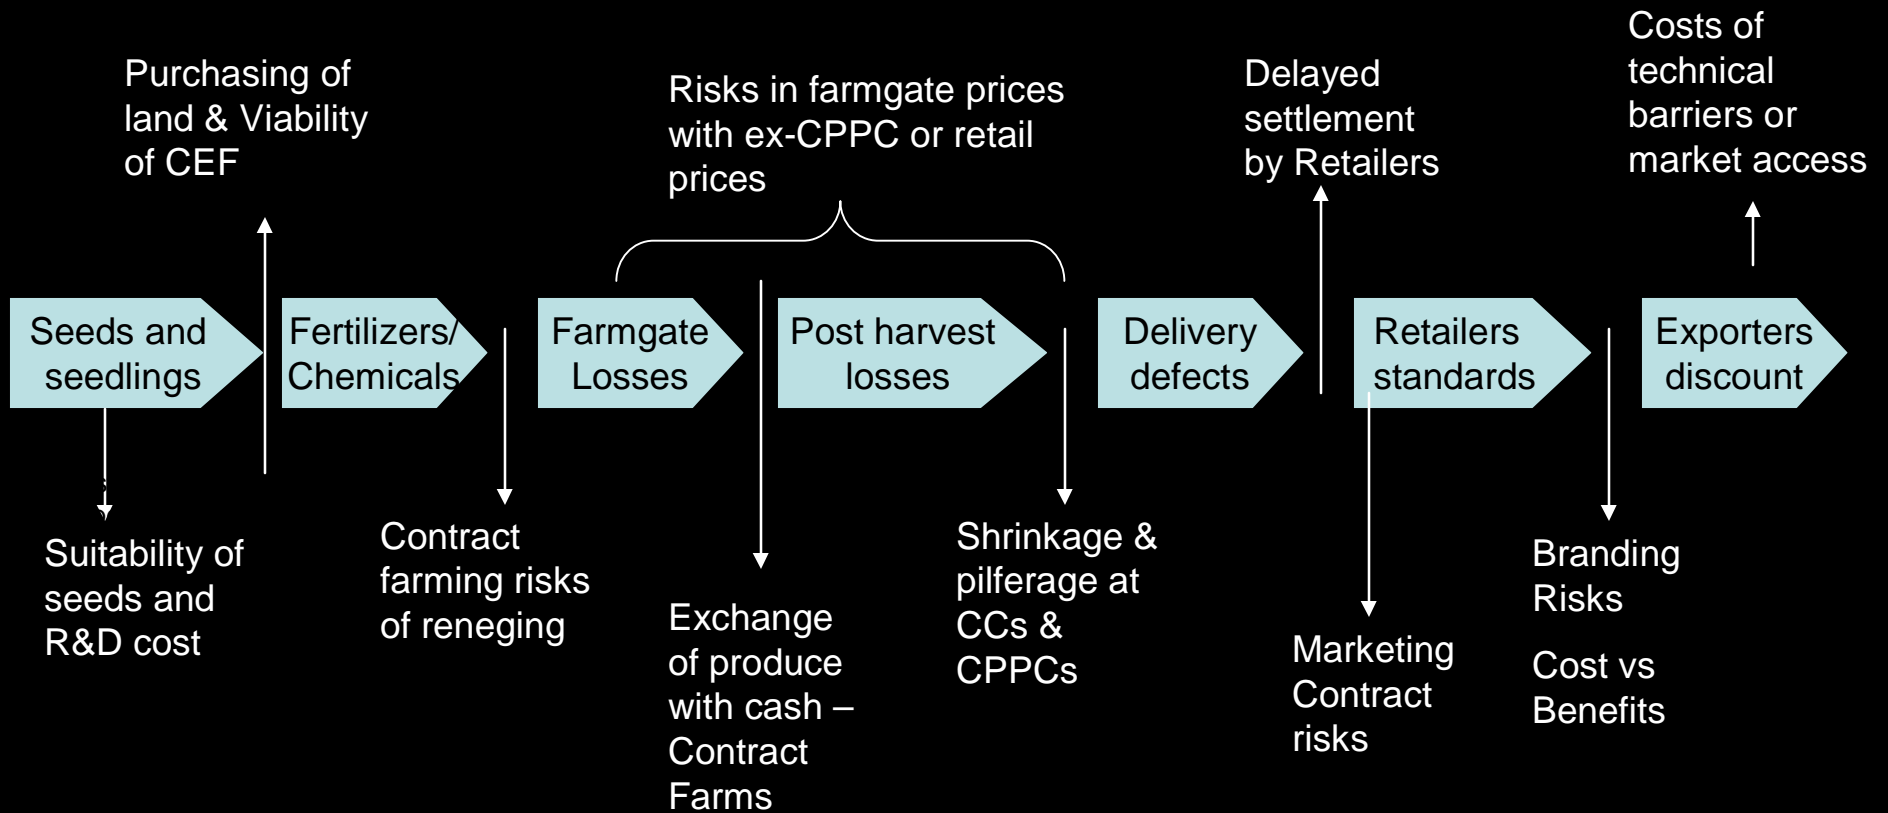 Purchasing of
land & Viability
of CEF
Risks in farmgate prices
with ex-CPPC or retail
prices
Delayed
settlement
by Retailers
Costs of
technical
barriers or
market access
Seeds and
seedlings
Fertilizers/
Chemicals
Farmgate
Losses
Post harvest
losses
Delivery
defects
Retailers
standards
Exporters
discount
Suitability of
seeds and
R&D cost
Contract
farming risks
of reneging
Exchange
of produce
with cash –
Contract
Farms
Shrinkage &
pilferage at
CCs &
CPPCs
Marketing
Contract
risks
Branding
Risks
Cost vs
Benefits